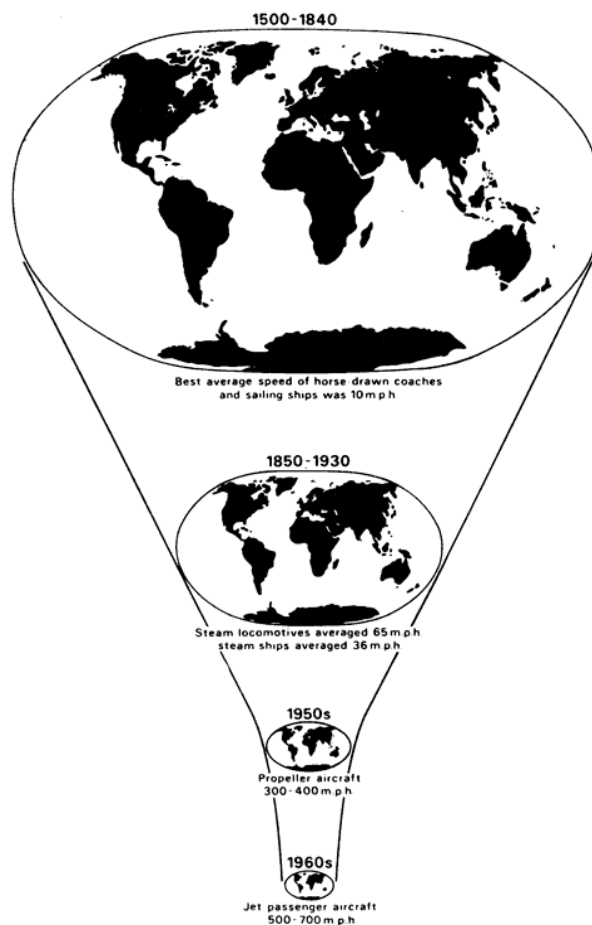 1500-1840
Best average speed of horse-drawn coaches
and sailing ships was 10 m.p.h.
1850-1930
Steam locomotives averaged 65 m.p.h.
steam ships averaged 36 m.p.h.
1950s
Propeller aircraft
300-400 m.p.h.
1960s
Jet passenger aircraft
500-700 m.p.h.